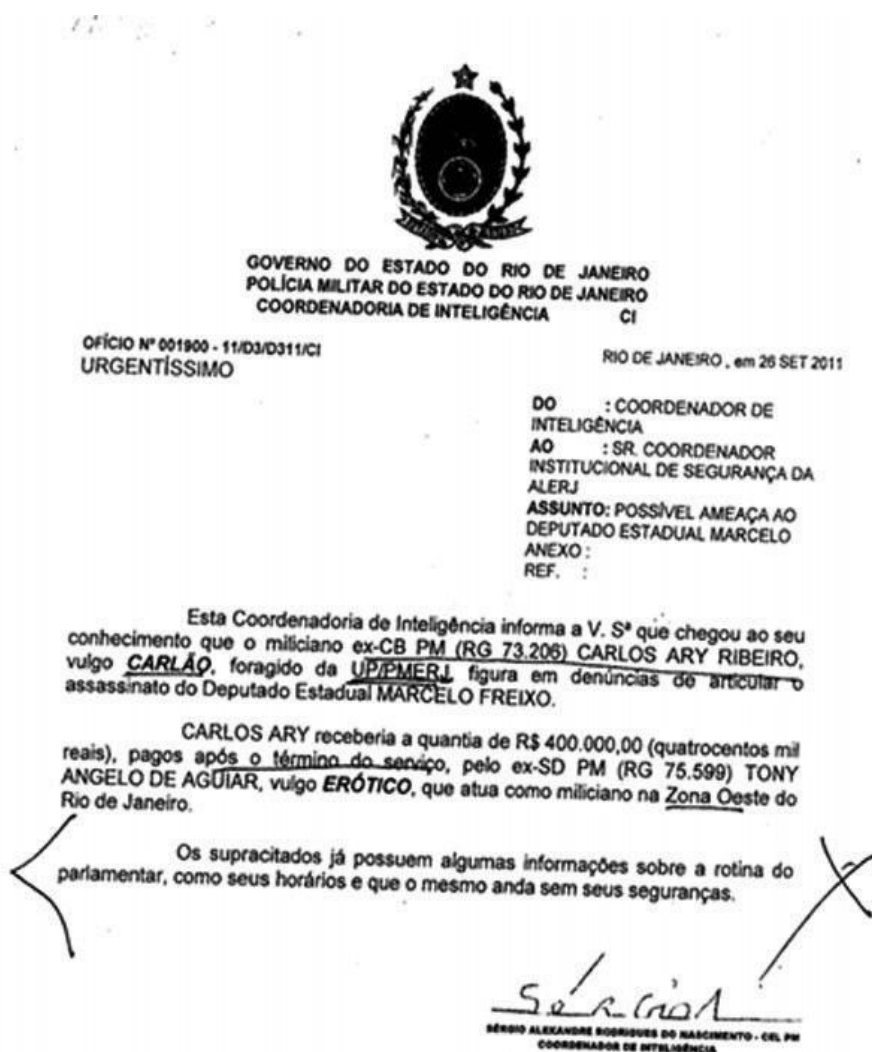 GOVERNO DO ESTADO DO RIO DE JANEIRO
POLÍCIA MILITAR DO ESTADO DO RIO DE JANEIRO
COORDENADORIA DE INTELIGÊNCIA CI
OFÍCIO Nº 001900 - 11/D3/D311/CI
URGENTÍSSIMO
RIO DE JANEIRO , em 26 SET 2011
DO : COORDENADOR DE
INTELIGÊNCIA
AO : SR. COORDENADOR
INSTITUCIONAL DE SEGURANÇA DA
ALERJ
ASSUNTO: POSSÍVEL AMEAÇA AO
DEPUTADO ESTADUAL MARCELO
ANEXO :
REF. :
Esta Coordenadoria de Inteligência informa a V. Sª que chegou ao seu
conhecimento que o miliciano ex-CB PM (RG 73.206) CARLOS ARY RIBEIRO,
vulgo CARLÃO, foragido da UP/PMERJ, figura em denúncias de articular o
assassinato do Deputado Estadual MARCELO FREIXO.
CARLOS ARY receberia a quantia de R$ 400.000,00 (quatrocentos mil
reais), pagos após o término do serviço, pelo ex-SD PM (RG 75.599) TONY
ANGELO DE AGUIAR, vulgo ERÓTICO, que atua como miliciano na Zona Oeste do
Rio de Janeiro.
Os supracitados já possuem algumas informações sobre a rotina do
parlamentar, como seus horários e que o mesmo anda sem seus seguranças.
SÉRGIO ALEXANDRE RODRIGUES DO NASCIMENTO - CEL PM
COORDENADOR DE INTELIGÊNCIA